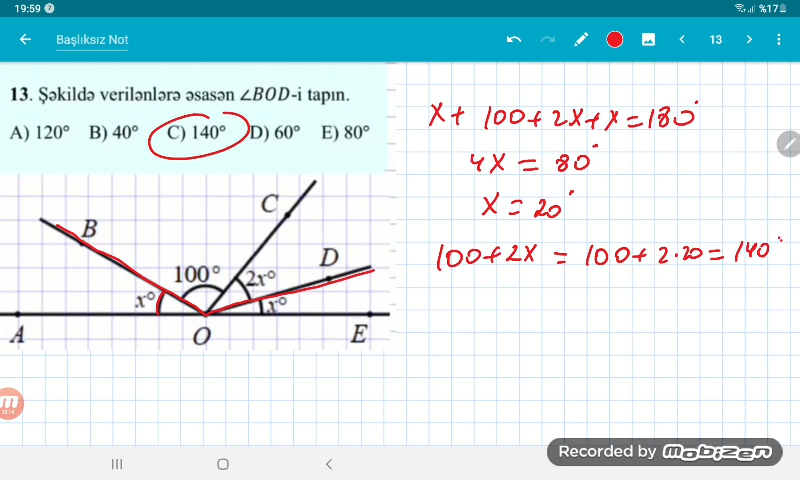 19:59
%17
Başlıksız Not
13
13. Şəkildə verilənlərə əsasən ∠BOD-i tapın.
A) 120° B) 40° C) 140° D) 60° E) 80°
x + 100 + 2x + x = 180°
4x = 80°
x = 20°
100 + 2x = 100 + 2·20 = 140°
C
B
D
100°
2x°
x°
x°
A
O
E
Recorded by mobizen